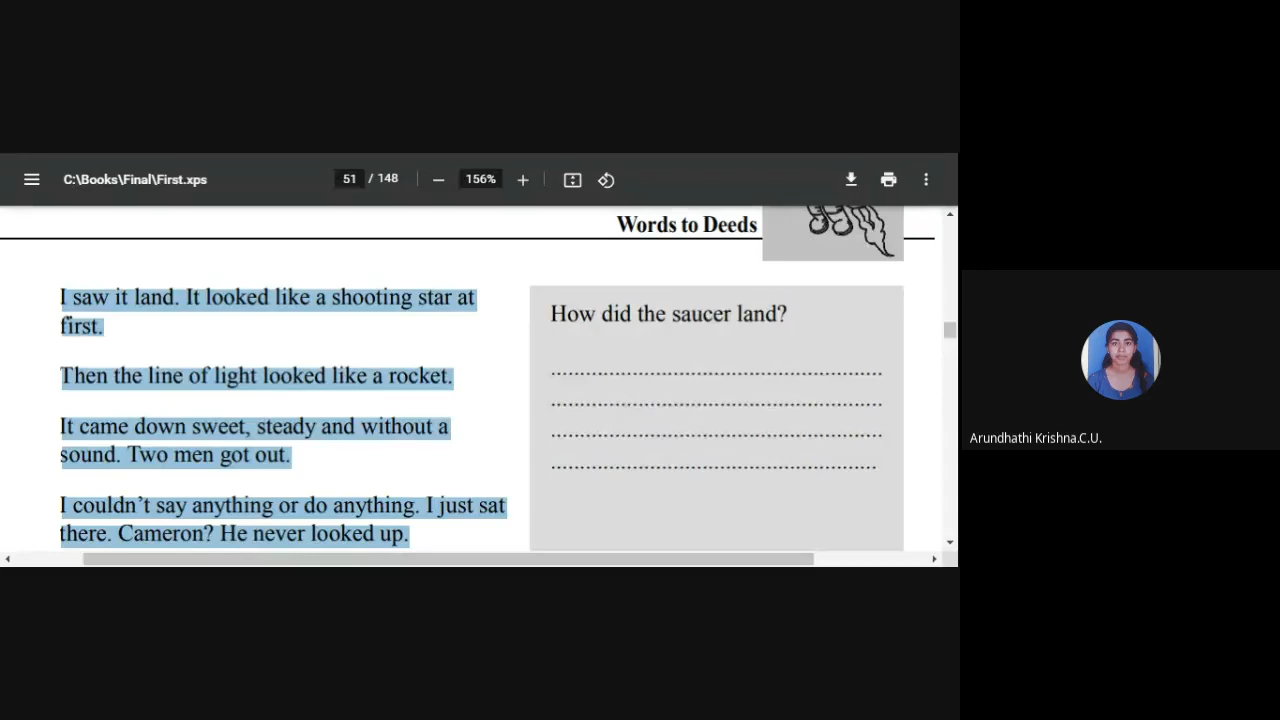 C:\Books\Final\First.xps
51 / 148
156%
Words to Deeds
I saw it land. It looked like a shooting star at
first.
Then the line of light looked like a rocket.
It came down sweet, steady and without a
sound. Two men got out.
I couldn't say anything or do anything. I just sat
there. Cameron? He never looked up.
How did the saucer land?
Arundhathi Krishna.C.U.